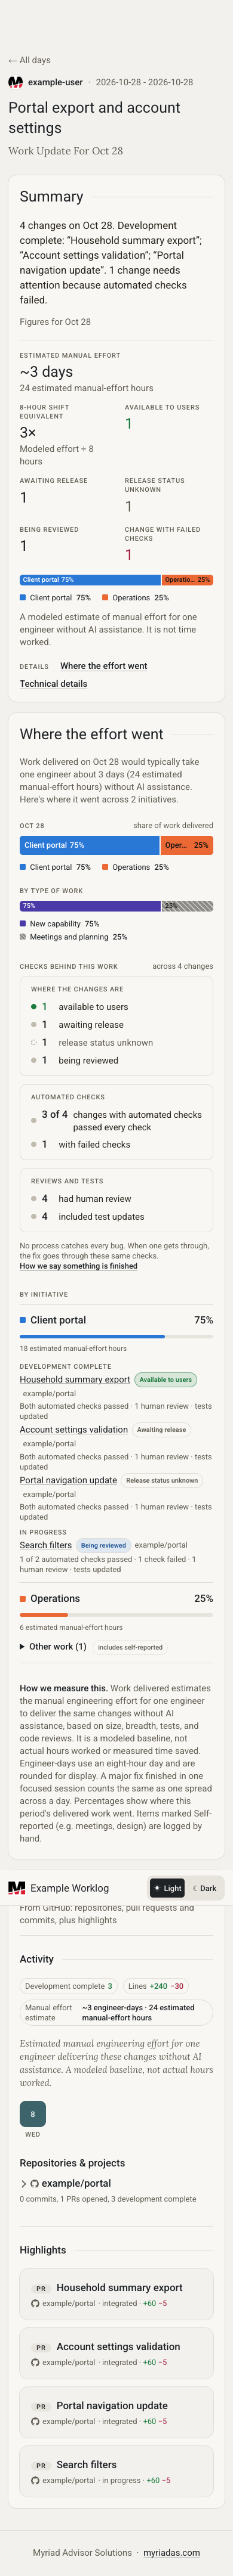 ← All days
example-user · 2026-10-28 - 2026-10-28
Portal export and account
settings
Work Update For Oct 28
Summary
4 changes on Oct 28. Development
complete: “Household summary export”;
“Account settings validation”; “Portal
navigation update”. 1 change needs
attention because automated checks
failed.
Figures for Oct 28
ESTIMATED MANUAL EFFORT
~3 days
24 estimated manual-effort hours
8-HOUR SHIFT
EQUIVALENT
3×
Modeled effort ÷ 8
hours
AVAILABLE TO USERS
1
AWAITING RELEASE
1
RELEASE STATUS
UNKNOWN
1
BEING REVIEWED
1
CHANGE WITH FAILED
CHECKS
1
Client portal 75% Operatio... 25%
Client portal 75% Operations 25%
A modeled estimate of manual effort for one
engineer without AI assistance. It is not time
worked.
DETAILS Where the effort went
Technical details
Where the effort went
Work delivered on Oct 28 would typically take
one engineer about 3 days (24 estimated
manual-effort hours) without AI assistance.
Here's where it went across 2 initiatives.
OCT 28 share of work delivered
Client portal 75% Oper... 25%
Client portal 75% Operations 25%
BY TYPE OF WORK
75% 25%
New capability 75%
Meetings and planning 25%
CHECKS BEHIND THIS WORK across 4 changes
WHERE THE CHANGES ARE
1 available to users
1 awaiting release
1 release status unknown
1 being reviewed
AUTOMATED CHECKS
3 of 4 changes with automated checks
passed every check
1 with failed checks
REVIEWS AND TESTS
4 had human review
4 included test updates
No process catches every bug. When one gets through,
the fix goes through these same checks.
How we say something is finished
BY INITIATIVE
Client portal 75%
18 estimated manual-effort hours
DEVELOPMENT COMPLETE
Household summary export Available to users
example/portal
Both automated checks passed · 1 human review · tests
updated
Account settings validation Awaiting release
example/portal
Both automated checks passed · 1 human review · tests
updated
Portal navigation update Release status unknown
example/portal
Both automated checks passed · 1 human review · tests
updated
IN PROGRESS
Search filters Being reviewed example/portal
1 of 2 automated checks passed · 1 check failed · 1
human review · tests updated
Operations 25%
6 estimated manual-effort hours
Other work (1) includes self-reported
How we measure this. Work delivered estimates
the manual engineering effort for one engineer
to deliver the same changes without AI
assistance, based on size, breadth, tests, and
code reviews. It is a modeled baseline, not
actual hours worked or measured time saved.
Engineer-days use an eight-hour day and are
rounded for display. A major fix finished in one
focused session counts the same as one spread
across a day. Percentages show where this
period's delivered work went. Items marked Self-
reported (e.g. meetings, design) are logged by
hand.
Example Worklog Light Dark
From GitHub: repositories, pull requests and
commits, plus highlights
Activity
Development complete 3 Lines +240 −30
Manual effort
estimate
~3 engineer-days · 24 estimated
manual-effort hours
Estimated manual engineering effort for one
engineer delivering these changes without AI
assistance. A modeled baseline, not actual hours
worked.
8
WED
Repositories & projects
example/portal
0 commits, 1 PRs opened, 3 development complete
Highlights
PR Household summary export
example/portal · integrated · +60 −5
PR Account settings validation
example/portal · integrated · +60 −5
PR Portal navigation update
example/portal · integrated · +60 −5
PR Search filters
example/portal · in progress · +60 −5
Myriad Advisor Solutions · myriadas.com